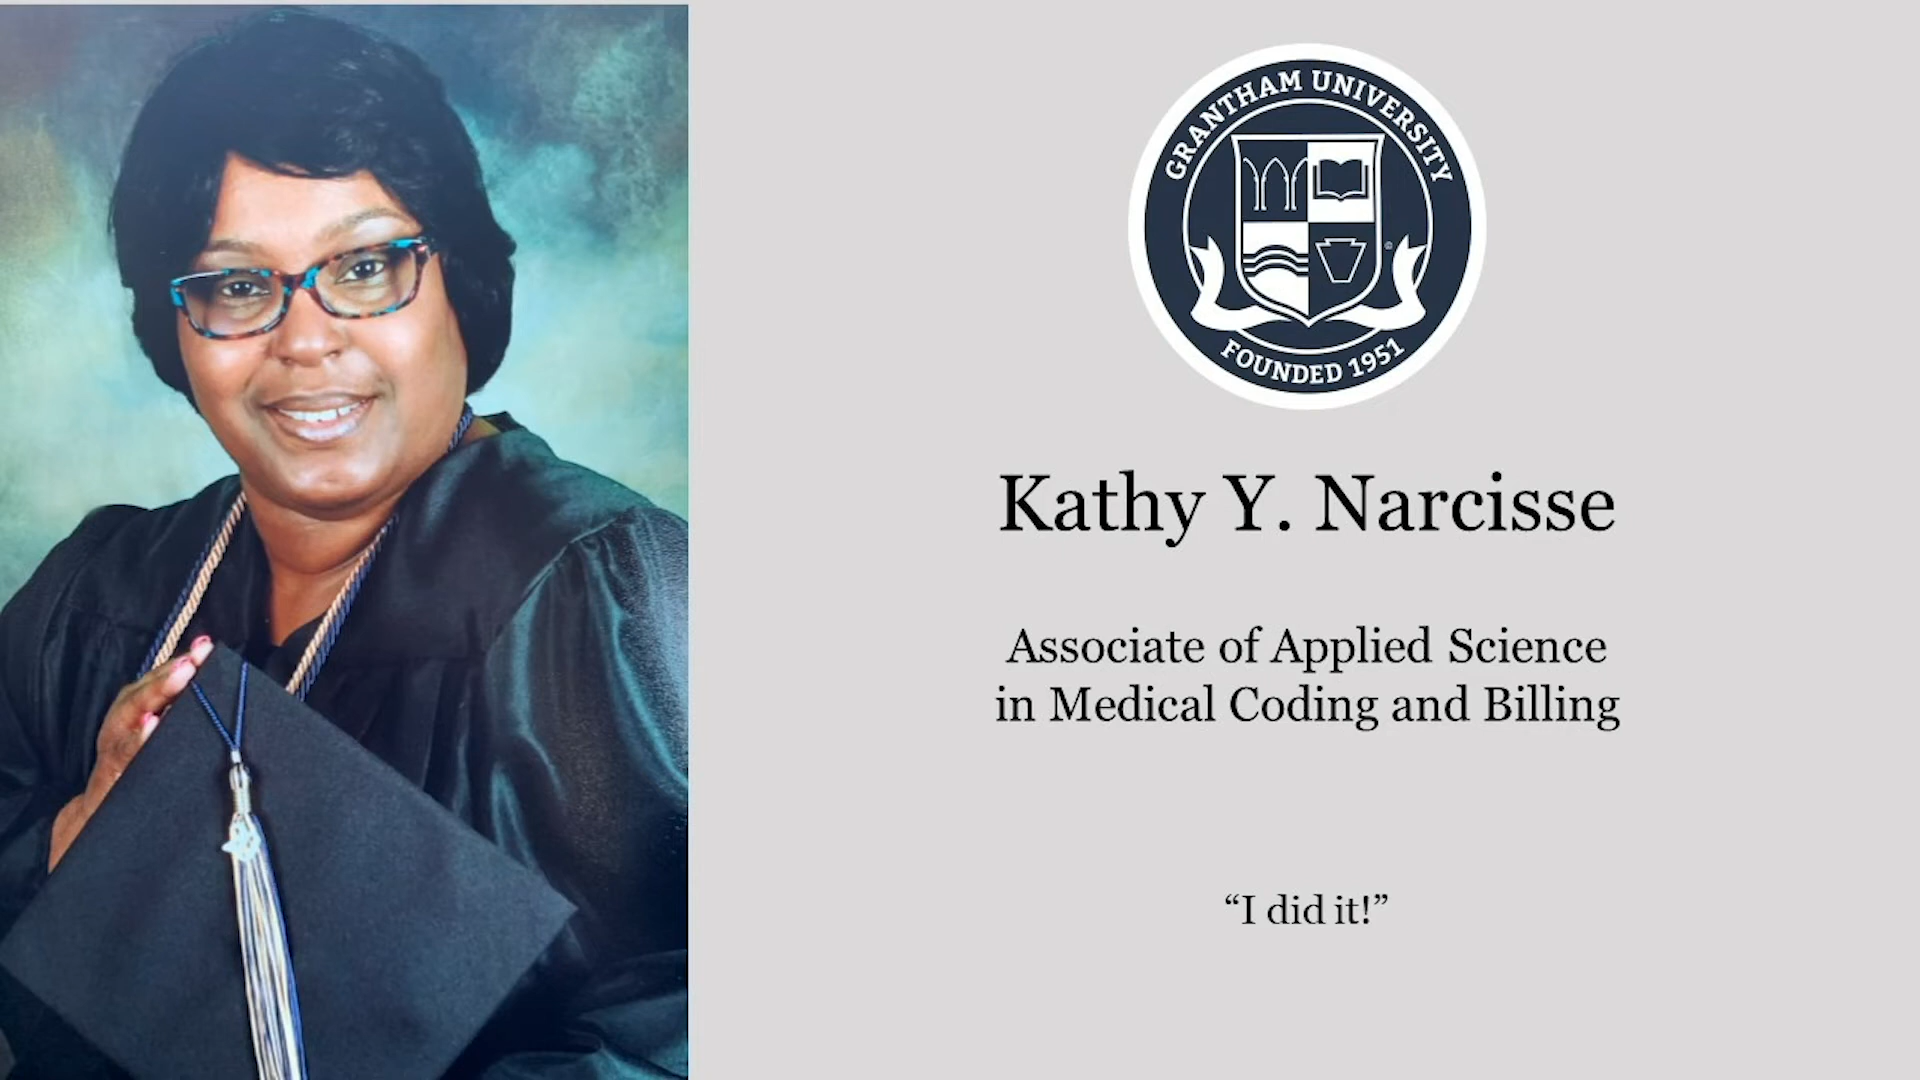 GRANTHAM UNIVERSITY
FOUNDED 1951
Kathy Y. Narcisse
Associate of Applied Science
in Medical Coding and Billing
“I did it!”